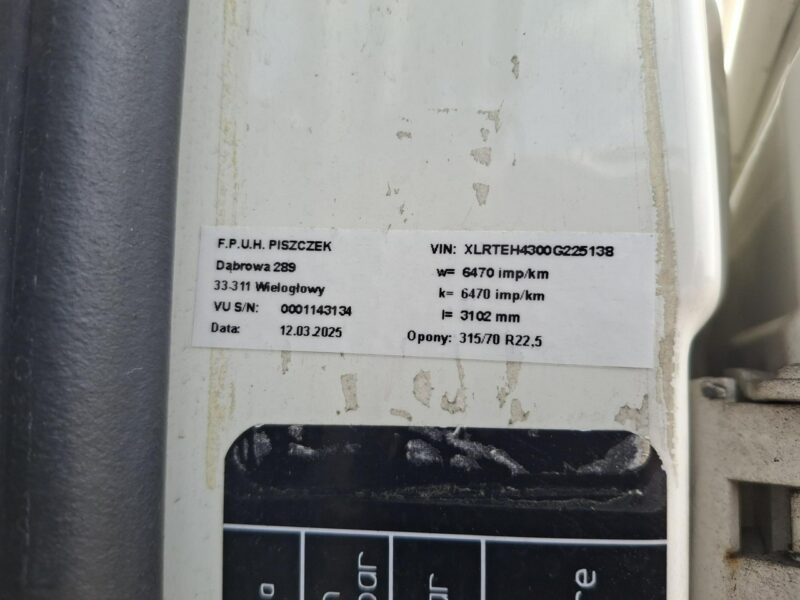 F.P.U.H. PISZCZEK
Dąbrowa 289
33-311 Wielogłowy
VU S/N: 0001143134
Data: 12.03.2025
VIN: XLRTEH4300G225138
w= 6470 imp/km
k= 6470 imp/km
l= 3102 mm
Opony: 315/70 R22,5
bar